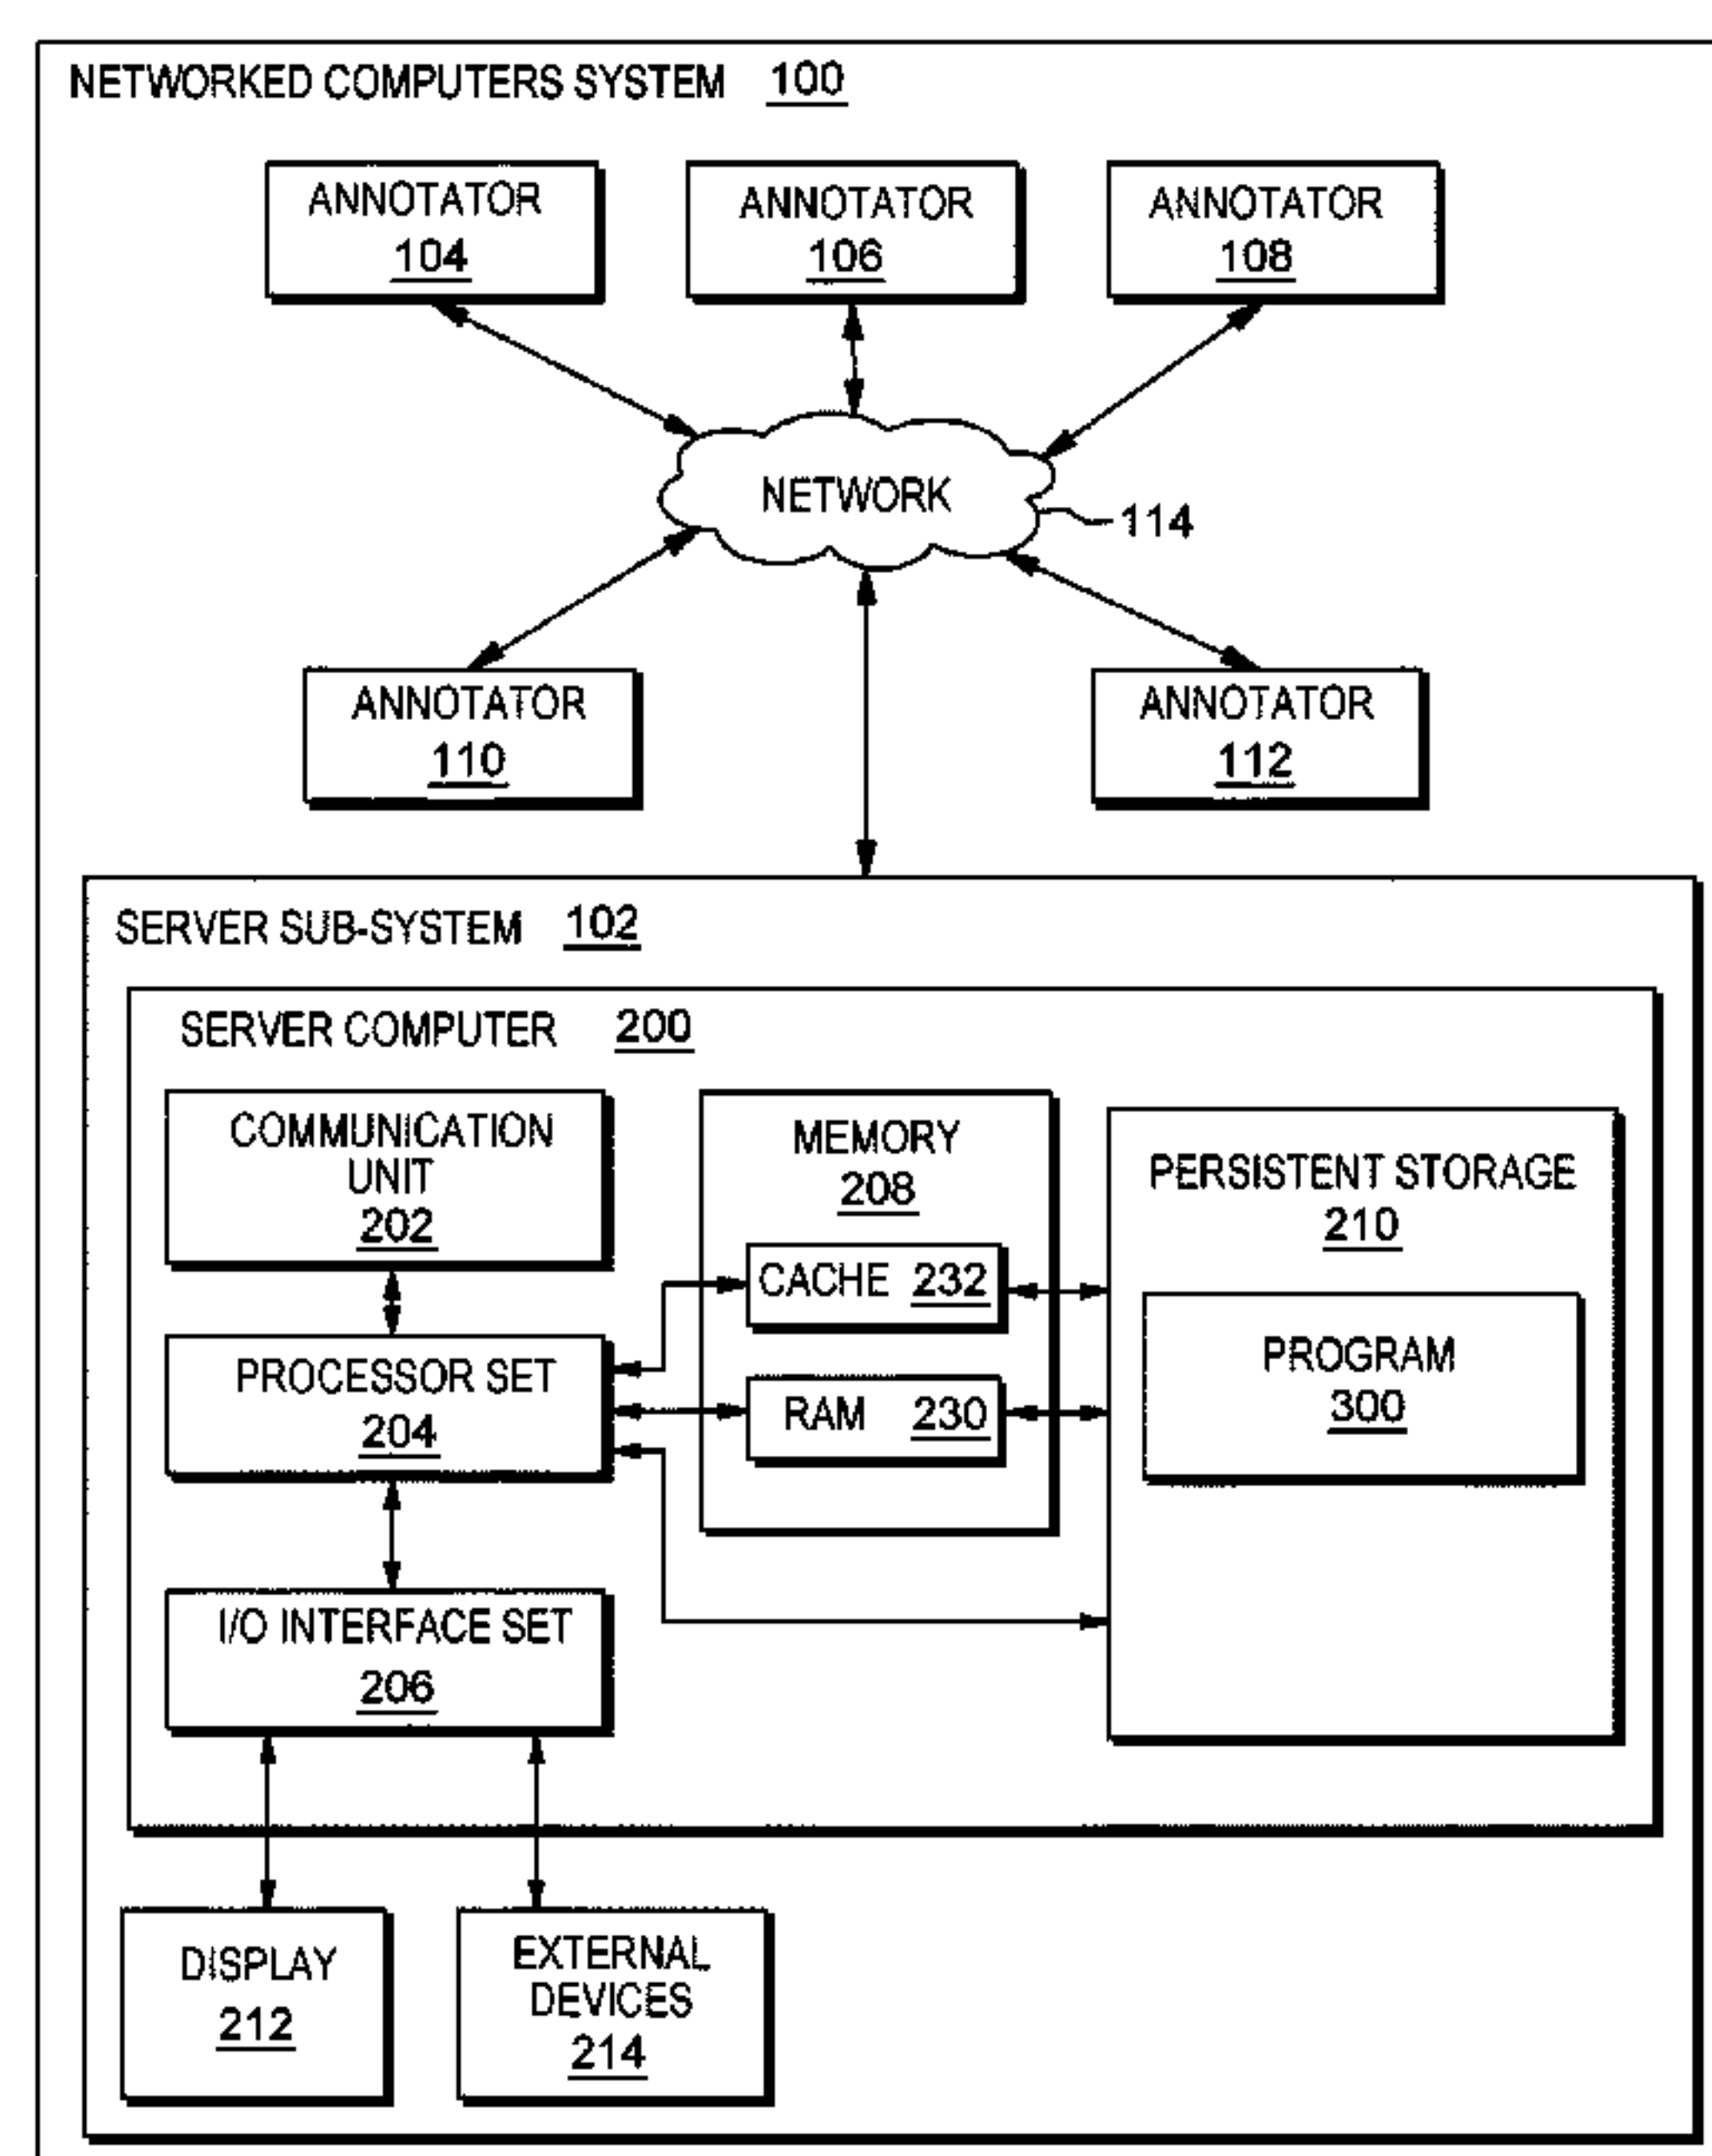 NETWORKED COMPUTERS SYSTEM 100
ANNOTATOR
104
ANNOTATOR
106
ANNOTATOR
108
NETWORK
114
ANNOTATOR
110
ANNOTATOR
112
SERVER SUB-SYSTEM 102
SERVER COMPUTER 200
COMMUNICATION
UNIT
202
MEMORY
208
PERSISTENT STORAGE
210
CACHE 232
PROGRAM
300
PROCESSOR SET
204
RAM 230
I/O INTERFACE SET
206
DISPLAY
212
EXTERNAL
DEVICES
214